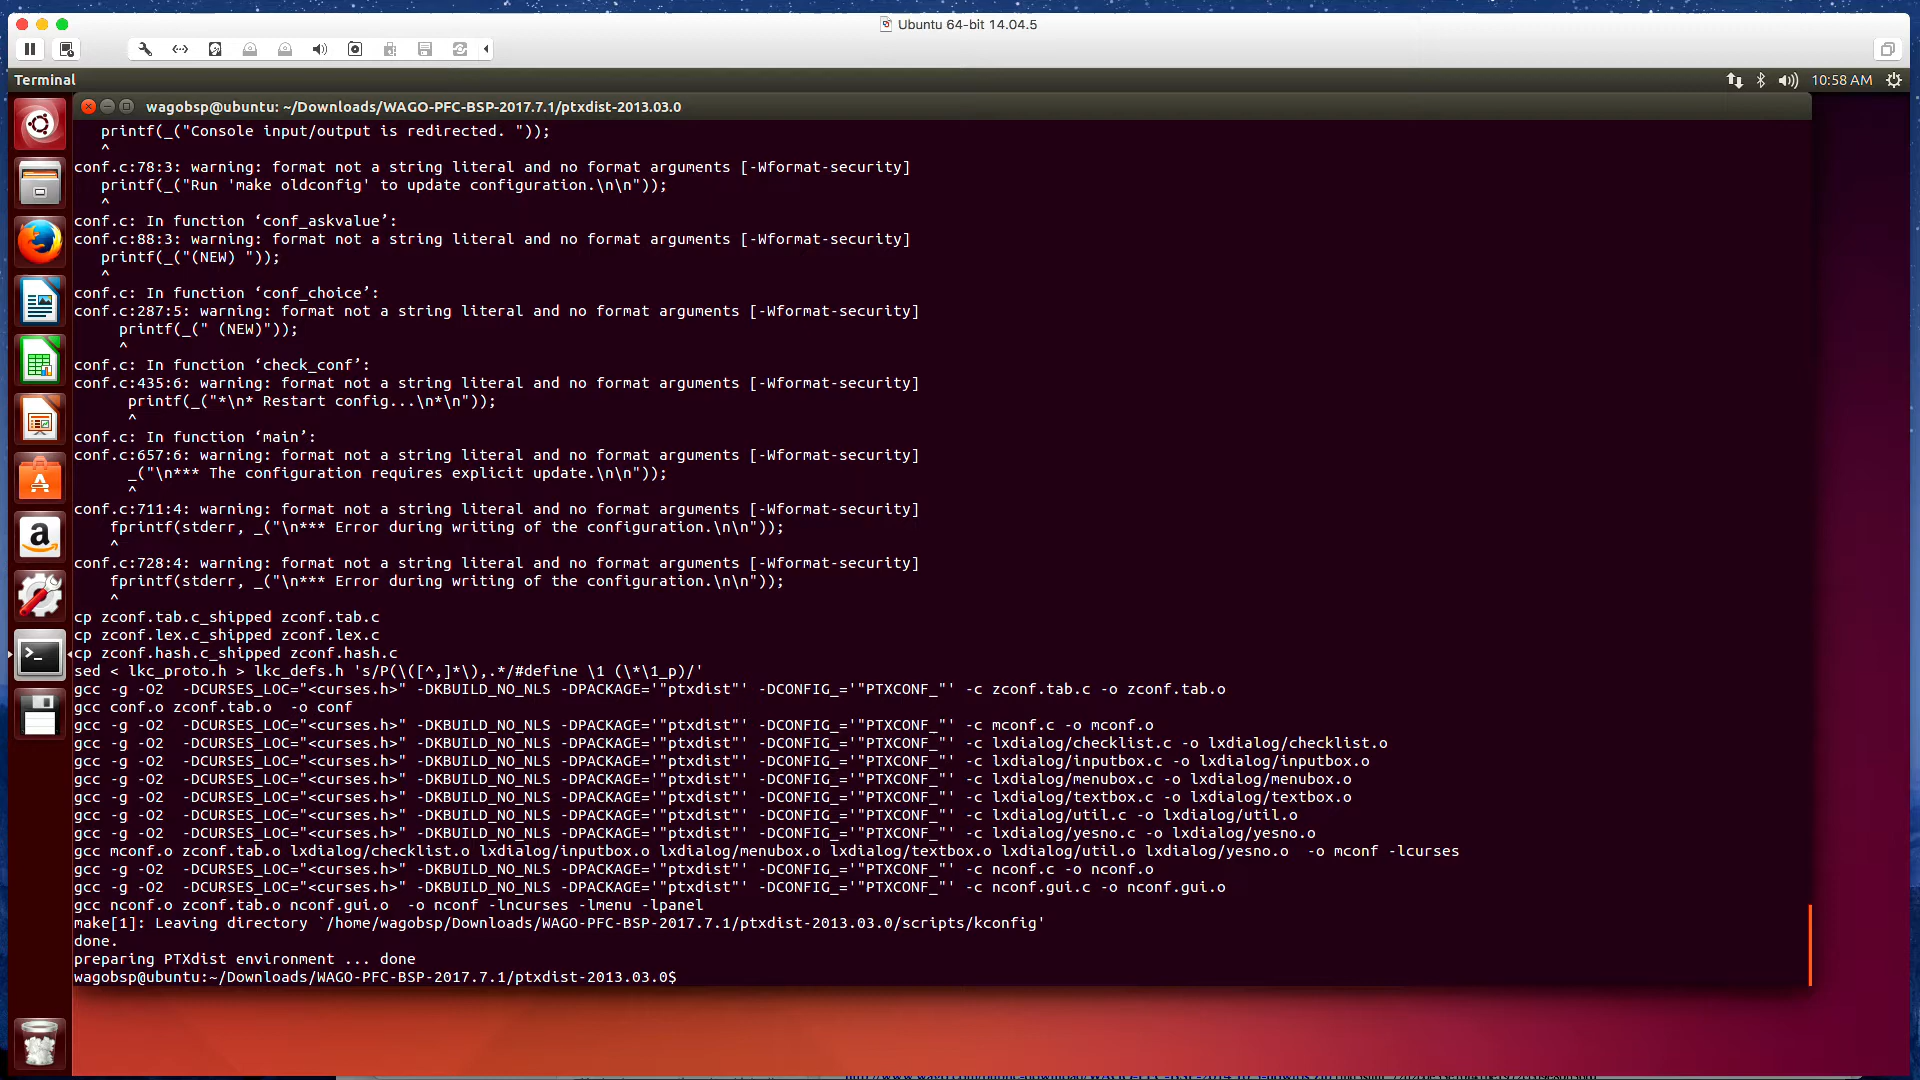 Ubuntu 64-bit 14.04.5
Terminal
10:58 AM
wagobsp@ubuntu: ~/Downloads/WAGO-PFC-BSP-2017.7.1/ptxdist-2013.03.0
printf(_("Console input/output is redirected. "));
^
conf.c:78:3: warning: format not a string literal and no format arguments [-Wformat-security]
printf(_("Run 'make oldconfig' to update configuration.\n\n"));
^
conf.c: In function ‘conf_askvalue’:
conf.c:88:3: warning: format not a string literal and no format arguments [-Wformat-security]
printf(_("(NEW) "));
^
conf.c: In function ‘conf_choice’:
conf.c:287:5: warning: format not a string literal and no format arguments [-Wformat-security]
printf(_(" (NEW)"));
^
conf.c: In function ‘check_conf’:
conf.c:435:6: warning: format not a string literal and no format arguments [-Wformat-security]
printf(_("*\n* Restart config...\n*\n"));
^
conf.c: In function ‘main’:
conf.c:657:6: warning: format not a string literal and no format arguments [-Wformat-security]
_("\n*** The configuration requires explicit update.\n\n"));
^
conf.c:711:4: warning: format not a string literal and no format arguments [-Wformat-security]
fprintf(stderr, _("\n*** Error during writing of the configuration.\n\n"));
^
conf.c:728:4: warning: format not a string literal and no format arguments [-Wformat-security]
fprintf(stderr, _("\n*** Error during writing of the configuration.\n\n"));
^
cp zconf.tab.c_shipped zconf.tab.c
cp zconf.lex.c_shipped zconf.lex.c
cp zconf.hash.c_shipped zconf.hash.c
sed < lkc_proto.h > lkc_defs.h 's/P(\([^,]*\),.*/#define \1 (\*\1_p)/'
gcc -g -O2  -DCURSES_LOC="<curses.h>" -DKBUILD_NO_NLS -DPACKAGE='"ptxdist"' -DCONFIG_='"PTXCONF_"' -c zconf.tab.c -o zconf.tab.o
gcc conf.o zconf.tab.o  -o conf
gcc -g -O2  -DCURSES_LOC="<curses.h>" -DKBUILD_NO_NLS -DPACKAGE='"ptxdist"' -DCONFIG_='"PTXCONF_"' -c mconf.c -o mconf.o
gcc -g -O2  -DCURSES_LOC="<curses.h>" -DKBUILD_NO_NLS -DPACKAGE='"ptxdist"' -DCONFIG_='"PTXCONF_"' -c lxdialog/checklist.c -o lxdialog/checklist.o
gcc -g -O2  -DCURSES_LOC="<curses.h>" -DKBUILD_NO_NLS -DPACKAGE='"ptxdist"' -DCONFIG_='"PTXCONF_"' -c lxdialog/inputbox.c -o lxdialog/inputbox.o
gcc -g -O2  -DCURSES_LOC="<curses.h>" -DKBUILD_NO_NLS -DPACKAGE='"ptxdist"' -DCONFIG_='"PTXCONF_"' -c lxdialog/menubox.c -o lxdialog/menubox.o
gcc -g -O2  -DCURSES_LOC="<curses.h>" -DKBUILD_NO_NLS -DPACKAGE='"ptxdist"' -DCONFIG_='"PTXCONF_"' -c lxdialog/textbox.c -o lxdialog/textbox.o
gcc -g -O2  -DCURSES_LOC="<curses.h>" -DKBUILD_NO_NLS -DPACKAGE='"ptxdist"' -DCONFIG_='"PTXCONF_"' -c lxdialog/util.c -o lxdialog/util.o
gcc -g -O2  -DCURSES_LOC="<curses.h>" -DKBUILD_NO_NLS -DPACKAGE='"ptxdist"' -DCONFIG_='"PTXCONF_"' -c lxdialog/yesno.c -o lxdialog/yesno.o
gcc mconf.o zconf.tab.o lxdialog/checklist.o lxdialog/inputbox.o lxdialog/menubox.o lxdialog/textbox.o lxdialog/util.o lxdialog/yesno.o  -o mconf -lcurses
gcc -g -O2  -DCURSES_LOC="<curses.h>" -DKBUILD_NO_NLS -DPACKAGE='"ptxdist"' -DCONFIG_='"PTXCONF_"' -c nconf.c -o nconf.o
gcc -g -O2  -DCURSES_LOC="<curses.h>" -DKBUILD_NO_NLS -DPACKAGE='"ptxdist"' -DCONFIG_='"PTXCONF_"' -c nconf.gui.c -o nconf.gui.o
gcc nconf.o zconf.tab.o nconf.gui.o  -o nconf -lncurses -lmenu -lpanel
make[1]: Leaving directory `/home/wagobsp/Downloads/WAGO-PFC-BSP-2017.7.1/ptxdist-2013.03.0/scripts/kconfig'
done.
preparing PTXdist environment ... done
wagobsp@ubuntu:~/Downloads/WAGO-PFC-BSP-2017.7.1/ptxdist-2013.03.0$